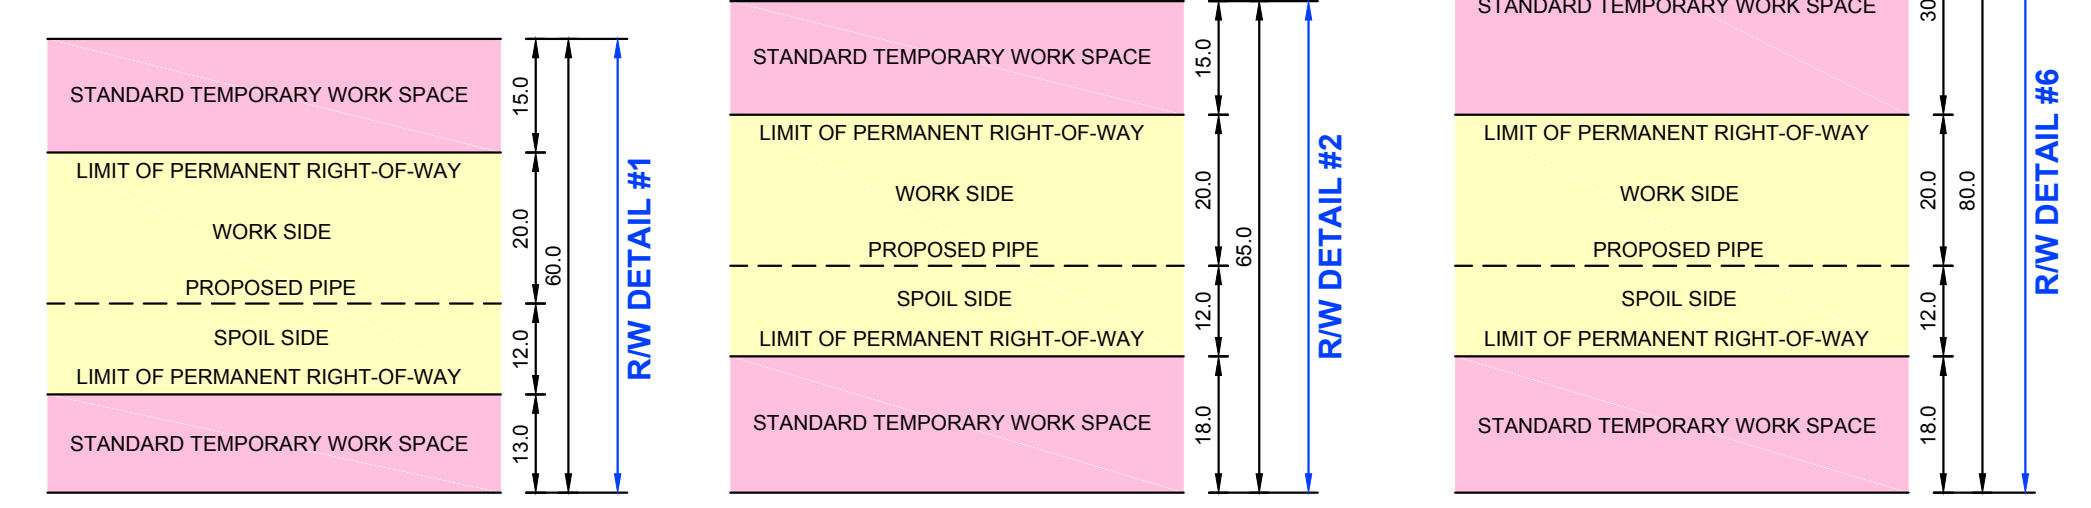 STANDARD TEMPORARY WORK SPACE
LIMIT OF PERMANENT RIGHT-OF-WAY
WORK SIDE
PROPOSED PIPE
SPOIL SIDE
LIMIT OF PERMANENT RIGHT-OF-WAY
STANDARD TEMPORARY WORK SPACE
15.0
20.0
12.0
13.0
60.0
R/W DETAIL #1
STANDARD TEMPORARY WORK SPACE
LIMIT OF PERMANENT RIGHT-OF-WAY
WORK SIDE
PROPOSED PIPE
SPOIL SIDE
LIMIT OF PERMANENT RIGHT-OF-WAY
STANDARD TEMPORARY WORK SPACE
15.0
20.0
12.0
18.0
65.0
R/W DETAIL #2
STANDARD TEMPORARY WORK SPACE
LIMIT OF PERMANENT RIGHT-OF-WAY
WORK SIDE
PROPOSED PIPE
SPOIL SIDE
LIMIT OF PERMANENT RIGHT-OF-WAY
STANDARD TEMPORARY WORK SPACE
30
20.0
12.0
18.0
80.0
R/W DETAIL #6